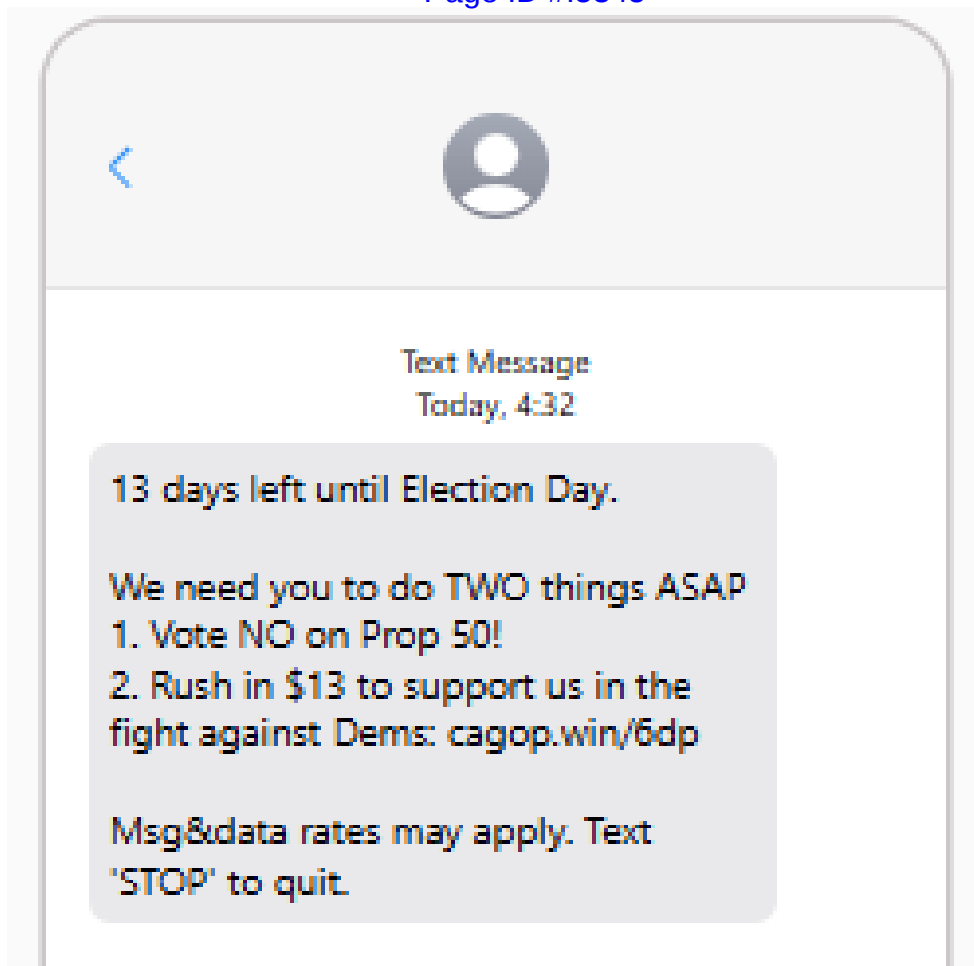 Text Message
Today, 4:32
13 days left until Election Day.
We need you to do TWO things ASAP
1. Vote NO on Prop 50!
2. Rush in $13 to support us in the
fight against Dems: cagop.win/6dp
Msg&data rates may apply. Text
'STOP' to quit.